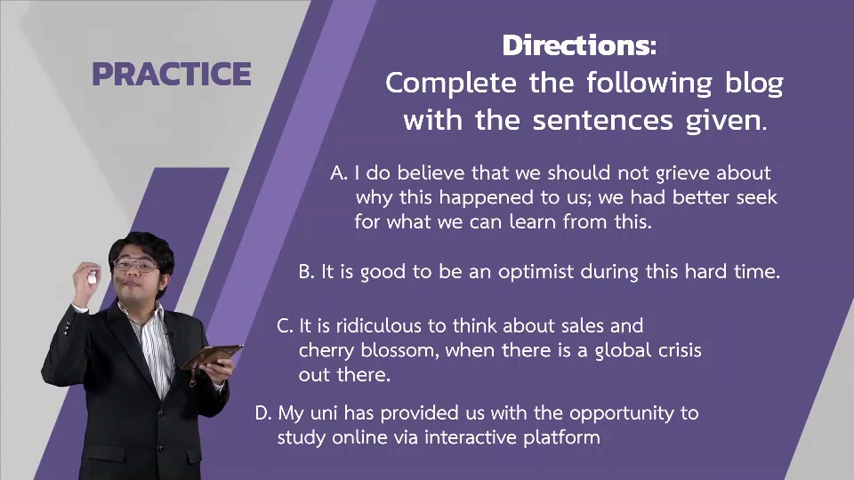 PRACTICE
Directions:
Complete the following blog
with the sentences given.
A. I do believe that we should not grieve about
why this happened to us; we had better seek
for what we can learn from this.
B. It is good to be an optimist during this hard time.
C. It is ridiculous to think about sales and
cherry blossom, when there is a global crisis
out there.
D. My uni has provided us with the opportunity to
study online via interactive platform